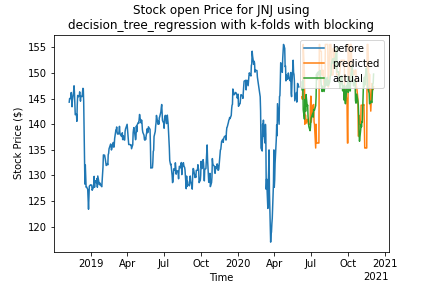 Stock open Price for JNJ using
decision_tree_regression with k-folds with blocking
before
predicted
actual
155
150
145
140
135
130
125
120
Stock Price ($)
2019 Apr Jul Oct 2020 Apr Jul Oct 2021
Time
2021